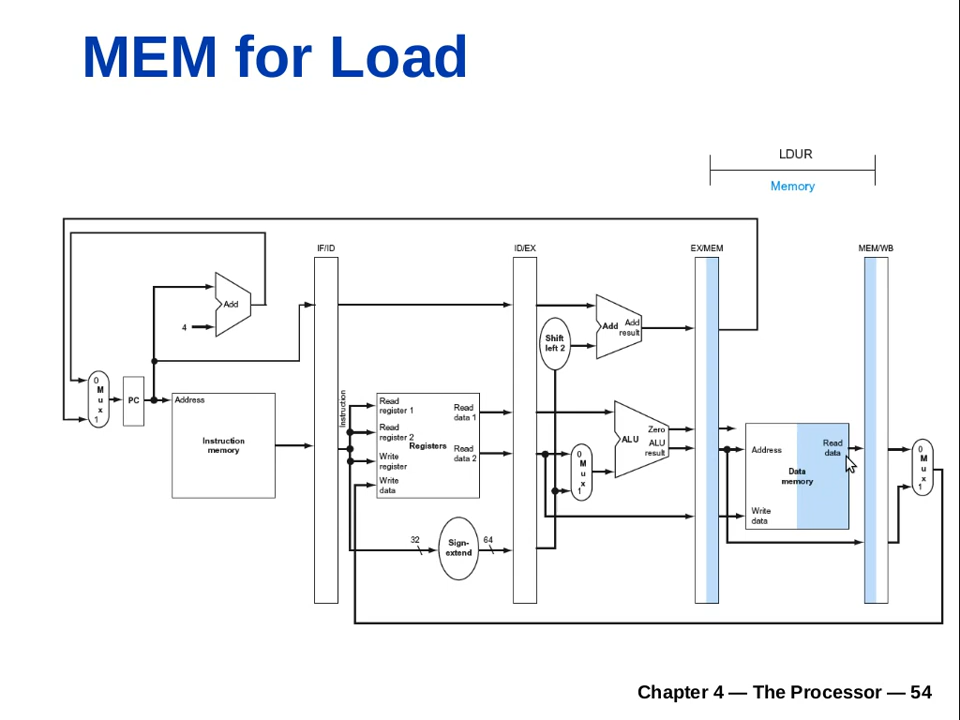 MEM for Load
LDUR
Memory
IF/ID
ID/EX
EX/MEM
MEM/WB
Add
4
Shift
left 2
Add
Add
result
0
M
u
x
1
PC
Address
Instruction
memory
Instruction
Read
register 1
Read
register 2
Write
register
Write
data
Registers
Read
data 1
Read
data 2
0
M
u
x
1
ALU
Zero
ALU
result
Address
Read
data
Data
memory
Write
data
0
M
u
x
1
32
Sign-
extend
64
Chapter 4 — The Processor — 54